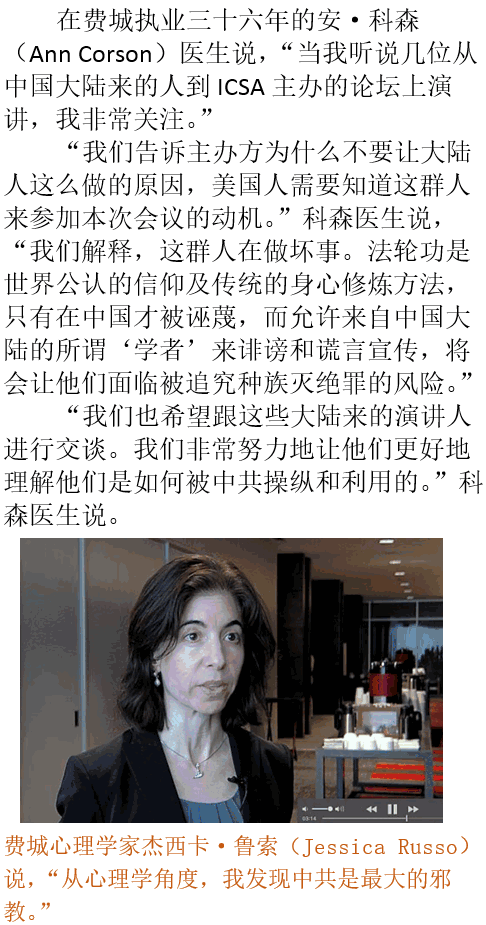 在费城执业三十六年的安·科森
（Ann Corson）医生说，“当我听说几位从
中国大陆来的人到 ICSA 主办的论坛上演
讲，我非常关注。”
“我们告诉主办方为什么不要让大陆
人这么做的原因，美国人需要知道这群人
来参加本次会议的动机。”科森医生说，
“我们解释，这群人在做坏事。法轮功是
世界公认的信仰及传统的身心修炼方法，
只有在中国才被诬蔑，而允许来自中国大
陆的所谓‘学者’来诽谤和谎言宣传，将
会让他们面临被追究种族灭绝罪的风险。”
“我们也希望跟这些大陆来的演讲人
进行交谈。我们非常努力地让他们更好地
理解他们是如何被中共操纵和利用的。”科
森医生说。
03:14
费城心理学家杰西卡·鲁索（Jessica Russo）
说，“从心理学角度，我发现中共是最大的邪
教。”